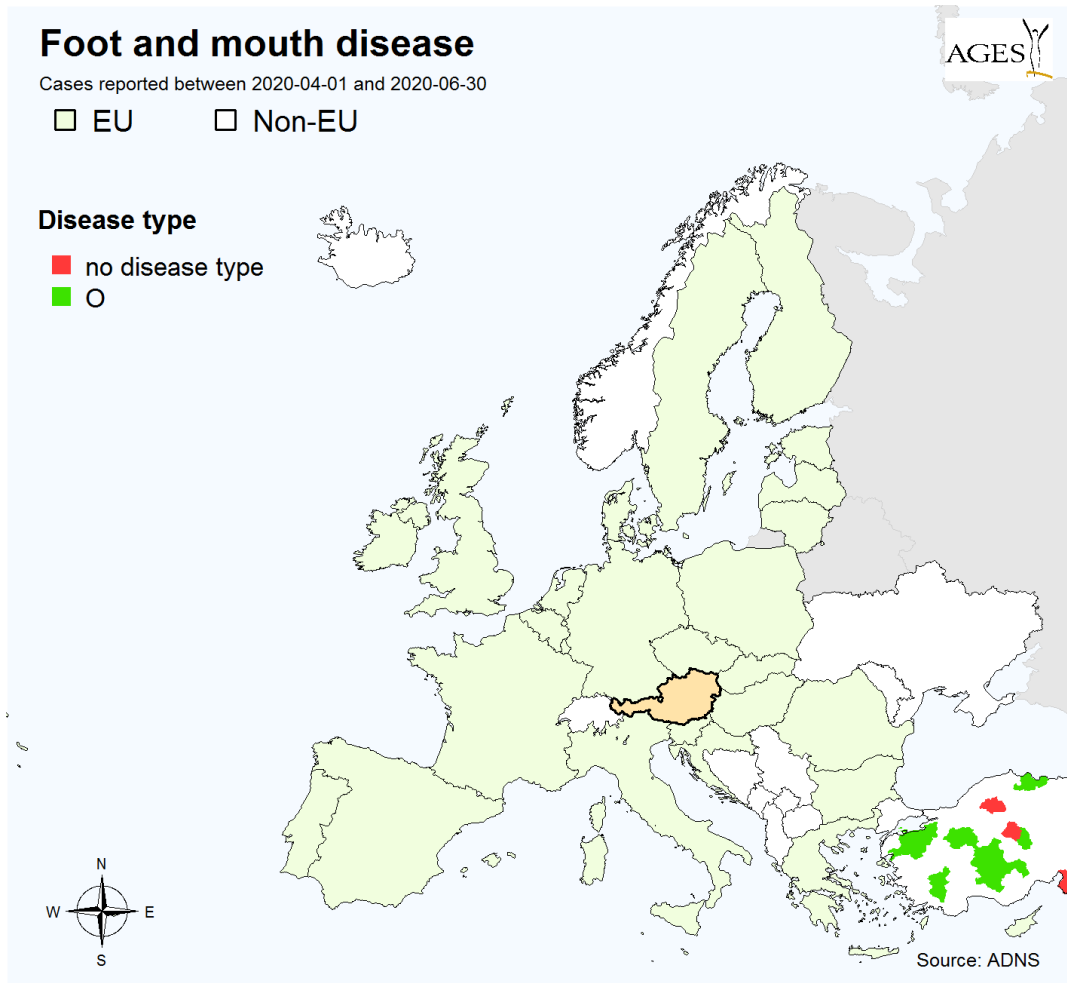 Foot and mouth disease
Cases reported between 2020-04-01 and 2020-06-30
EU Non-EU
AGES
Disease type
no disease type
O
N
W E
S
Source: ADNS